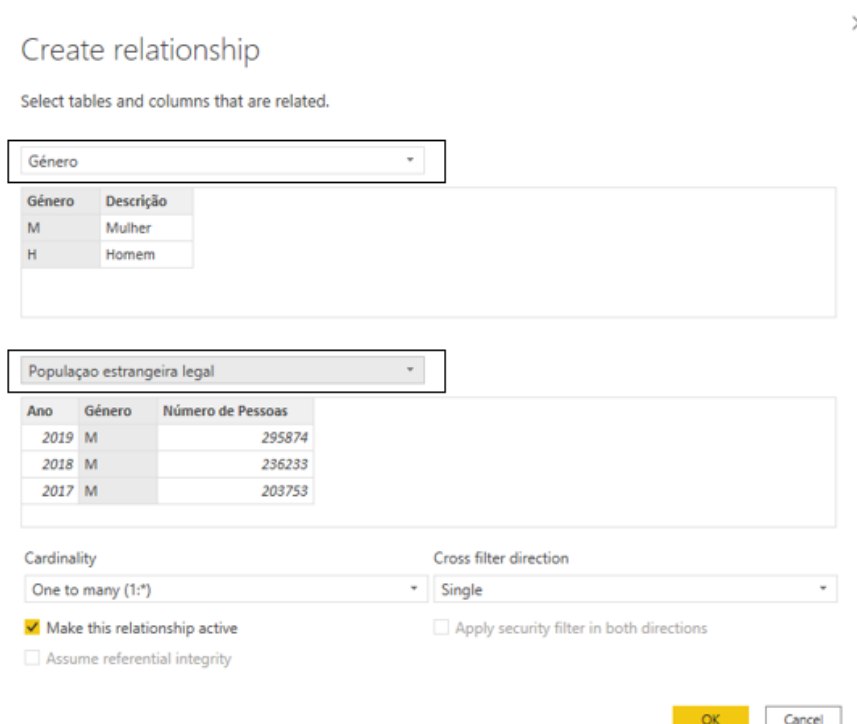 Create relationship
Select tables and columns that are related.
Género
Género Descrição
M Mulher
H Homem
Populaçao estrangeira legal
Ano Género Número de Pessoas
2019 M 295874
2018 M 236233
2017 M 203753
Cardinality Cross filter direction
One to many (1:*) Single
Make this relationship active Apply security filter in both directions
Assume referential integrity
OK Cancel